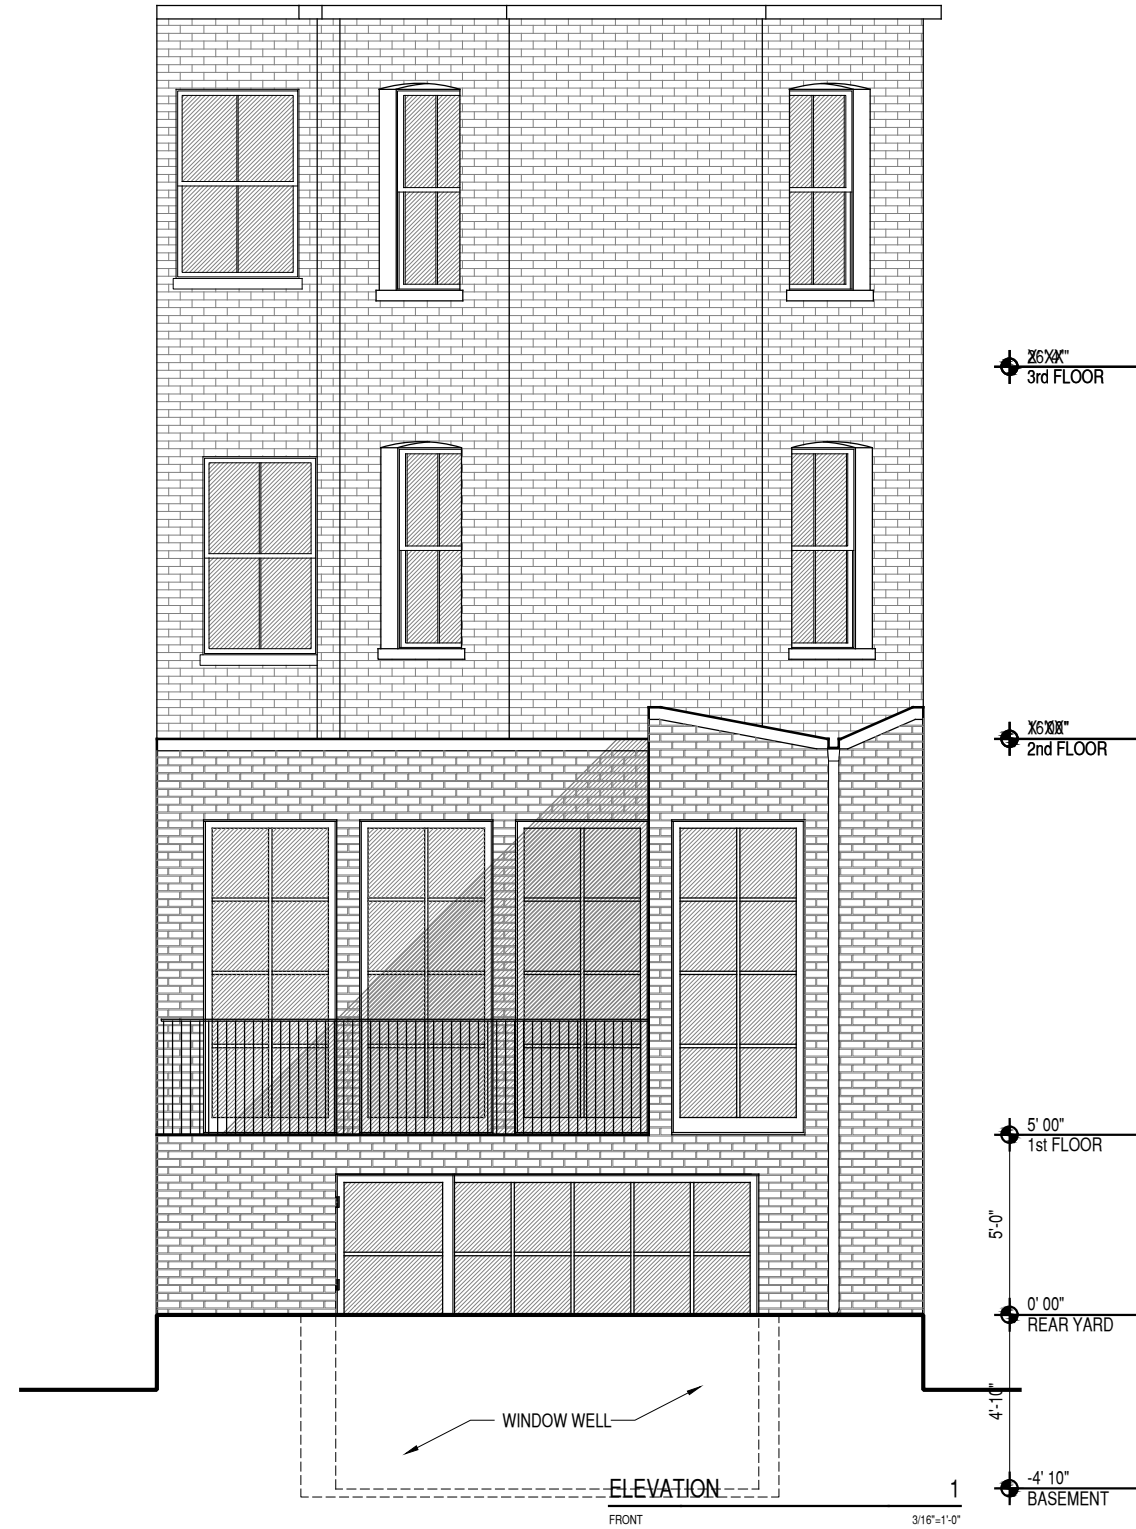 3rd FLOOR
2nd FLOOR
5' 00"
1st FLOOR
5'-0"
0' 00"
REAR YARD
4'-10"
WINDOW WELL
-4' 10"
BASEMENT
ELEVATION 1
FRONT 3/16"=1'-0"